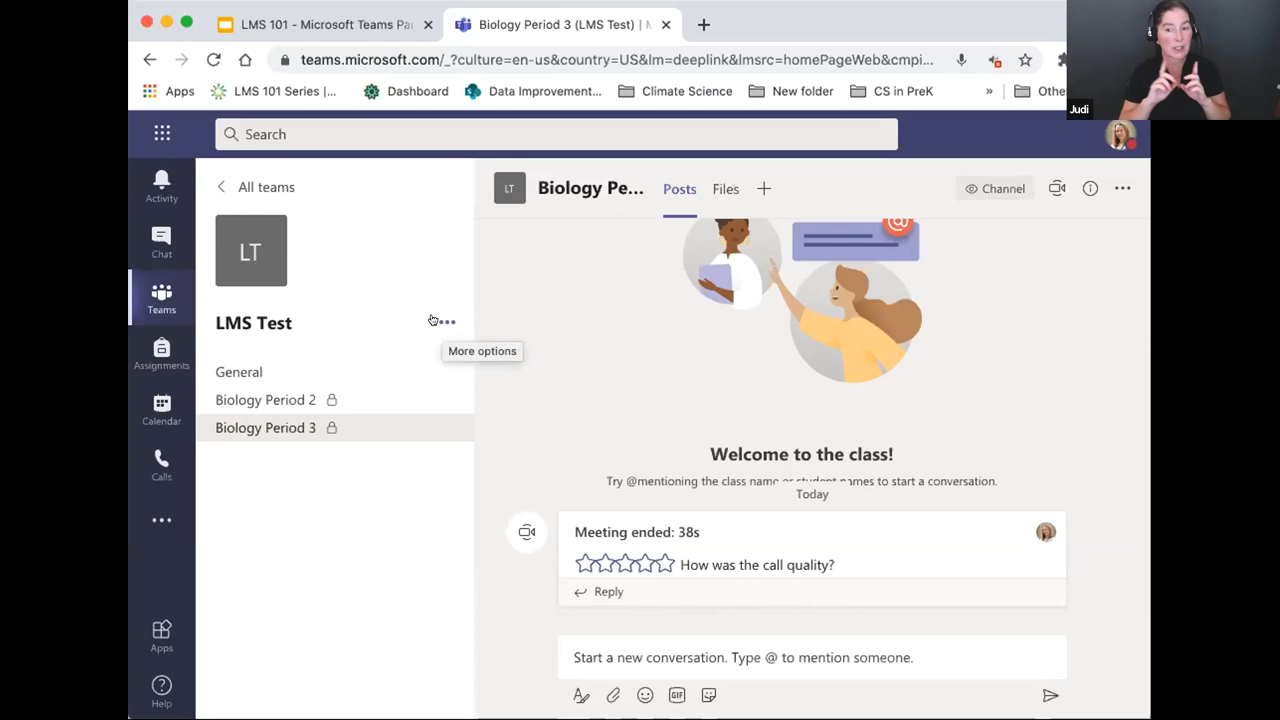 LMS 101 - Microsoft Teams Pa
Biology Period 3 (LMS Test) | M
teams.microsoft.com/_?culture=en-us&country=US&lm=deeplink&lmsrc=homePageWeb&cmpi...
Apps
LMS 101 Series |...
Dashboard
Data Improvement...
Climate Science
New folder
CS in PreK
»
Othe
Judi
Search
Activity
Chat
Teams
Assignments
Calendar
Calls
Apps
Help
All teams
LT
LMS Test
More options
General
Biology Period 2
Biology Period 3
LT
Biology Pe...
Posts
Files
Channel
@
Welcome to the class!
Try @mentioning the class name or student names to start a conversation.
Today
Meeting ended: 38s
How was the call quality?
Reply
Start a new conversation. Type @ to mention someone.
GIF